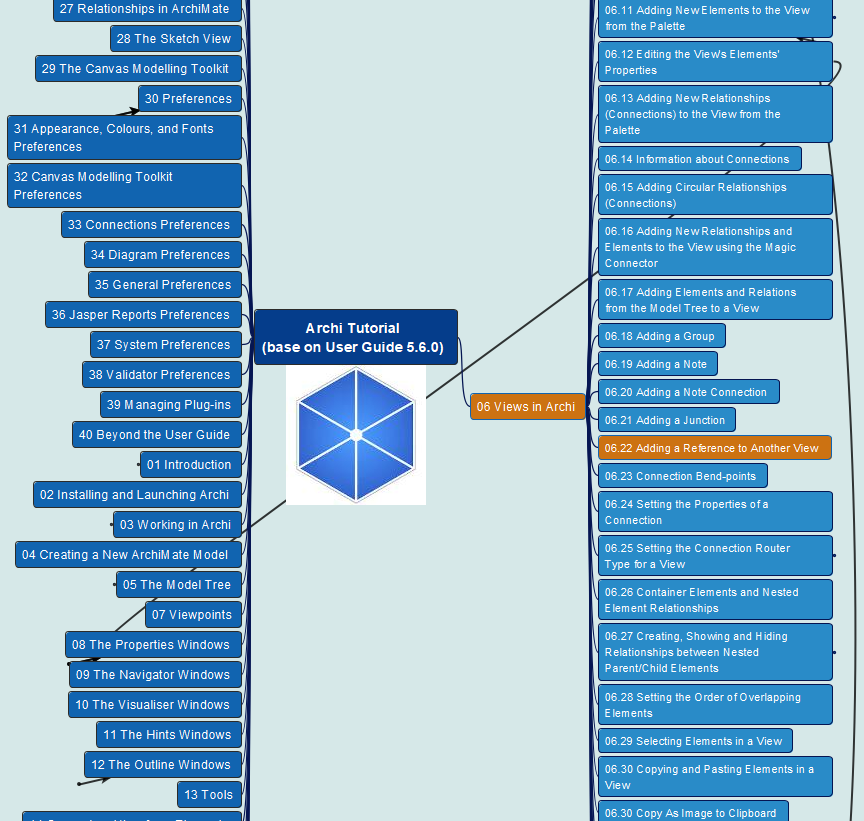 27 Relationships in ArchiMate
28 The Sketch View
29 The Canvas Modelling Toolkit
30 Preferences
31 Appearance, Colours, and Fonts
Preferences
32 Canvas Modelling Toolkit
Preferences
33 Connections Preferences
34 Diagram Preferences
35 General Preferences
36 Jasper Reports Preferences
37 System Preferences
38 Validator Preferences
39 Managing Plug-ins
40 Beyond the User Guide
01 Introduction
02 Installing and Launching Archi
03 Working in Archi
04 Creating a New ArchiMate Model
05 The Model Tree
07 Viewpoints
08 The Properties Windows
09 The Navigator Windows
10 The Visualiser Windows
11 The Hints Windows
12 The Outline Windows
13 Tools
Archi Tutorial
(base on User Guide 5.6.0)
06 Views in Archi
06.11 Adding New Elements to the View
from the Palette
06.12 Editing the View's Elements'
Properties
06.13 Adding New Relationships
(Connections) to the View from the
Palette
06.14 Information about Connections
06.15 Adding Circular Relationships
(Connections)
06.16 Adding New Relationships and
Elements to the View using the Magic
Connector
06.17 Adding Elements and Relations
from the Model Tree to a View
06.18 Adding a Group
06.19 Adding a Note
06.20 Adding a Note Connection
06.21 Adding a Junction
06.22 Adding a Reference to Another View
06.23 Connection Bend-points
06.24 Setting the Properties of a
Connection
06.25 Setting the Connection Router
Type for a View
06.26 Container Elements and Nested
Element Relationships
06.27 Creating, Showing and Hiding
Relationships between Nested
Parent/Child Elements
06.28 Setting the Order of Overlapping
Elements
06.29 Selecting Elements in a View
06.30 Copying and Pasting Elements in a
View
06.30 Copy As Image to Clipboard